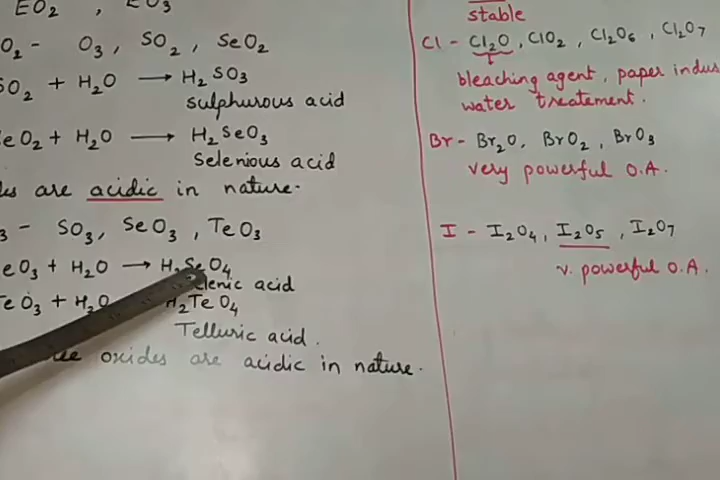 EO2 , EO3
O2 - O3 , SO2 , SeO2
SO2 + H2O → H2SO3
sulphurous acid
SeO2 + H2O → H2SeO3
Selenious acid
are acidic in nature.
3 - SO3, SeO3 , TeO3
eO3 + H2O → H2SeO4
lenic acid
TeO3 + H2O H2TeO4
Telluric acid .
oxides are acidic in nature.
stable
Cl - Cl2O , ClO2 , Cl2O6 , Cl2O7
bleaching agent , paper indus
water treatement .
Br - Br2O, BrO2 , BrO3
very powerful O.A.
I - I2O4, I2O5 , I2O7
v. powerful O.A.